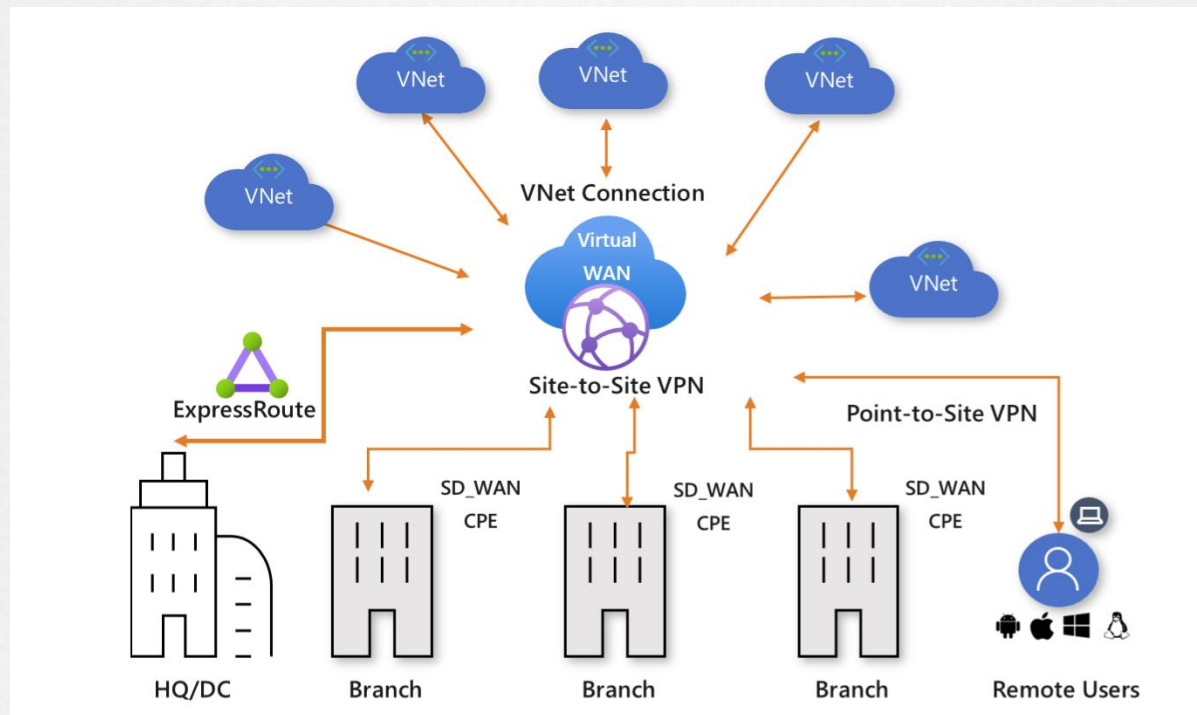 VNet
VNet
VNet
VNet
VNet Connection
Virtual
WAN
VNet
Site-to-Site VPN
ExpressRoute
Point-to-Site VPN
SD_WAN
CPE
SD_WAN
CPE
SD_WAN
CPE
HQ/DC
Branch
Branch
Branch
Remote Users